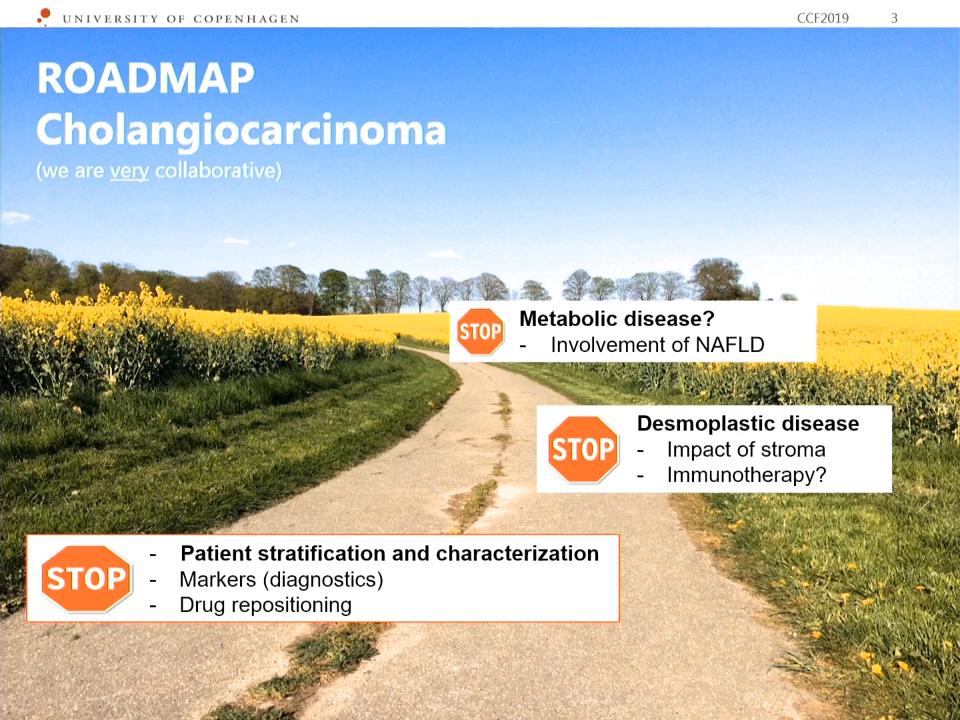 UNIVERSITY OF COPENHAGEN
CCF2019 3
ROADMAP
Cholangiocarcinoma
(we are very collaborative)
STOP
Metabolic disease?
- Involvement of NAFLD
STOP
Desmoplastic disease
- Impact of stroma
- Immunotherapy?
STOP
- Patient stratification and characterization
- Markers (diagnostics)
- Drug repositioning